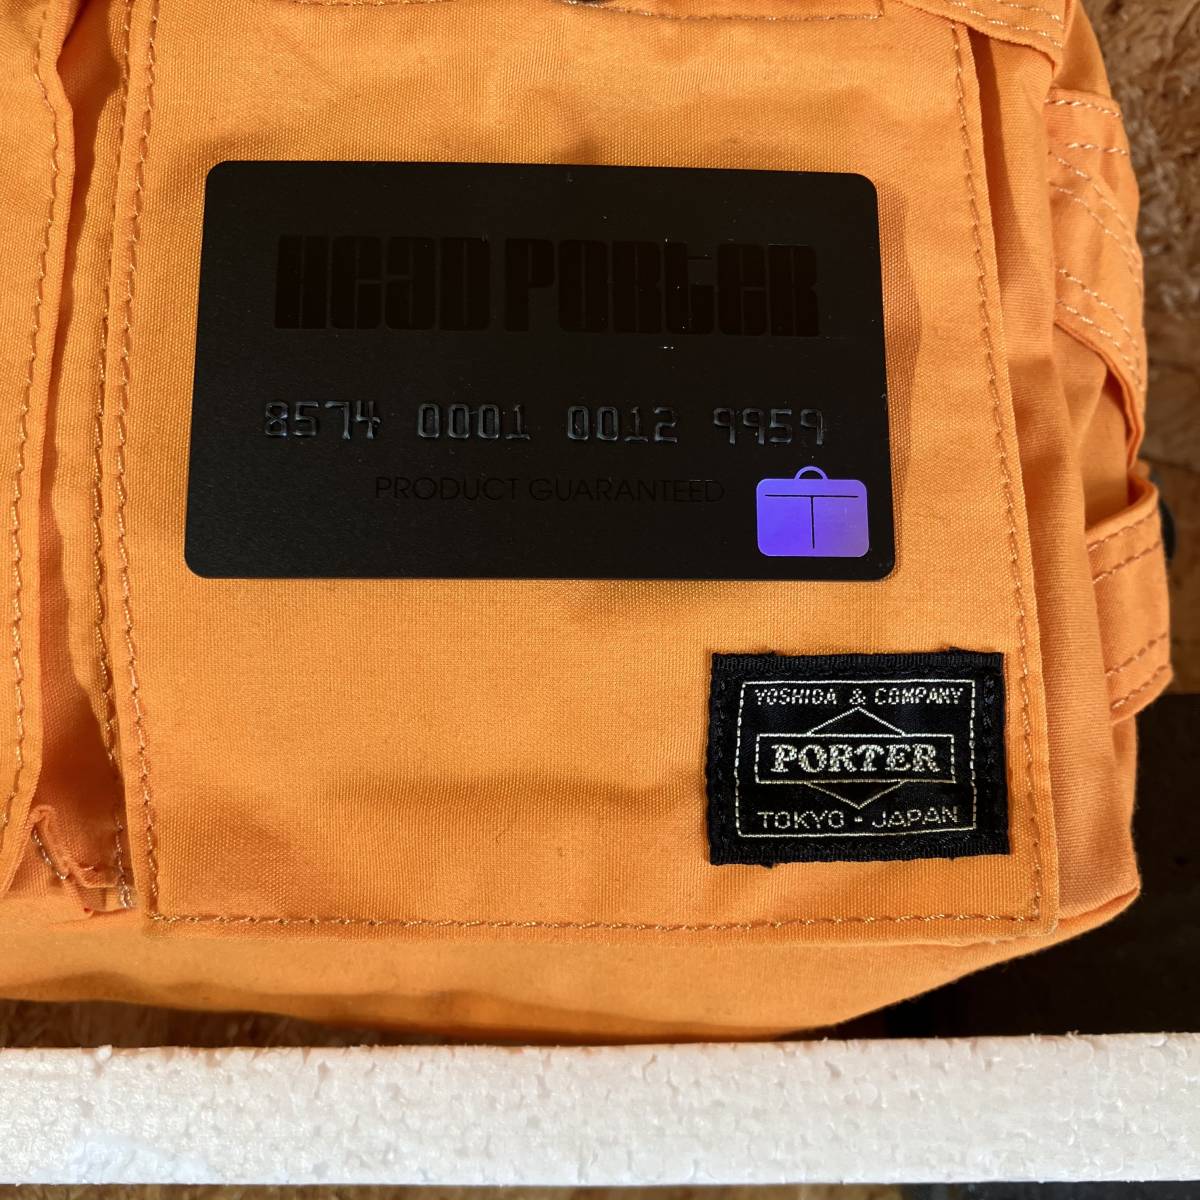 HEAD PORTER
8574 0001 0012 9959
PRODUCT GUARANTEED
YOSHIDA & COMPANY
PORTER
TOKYO - JAPAN